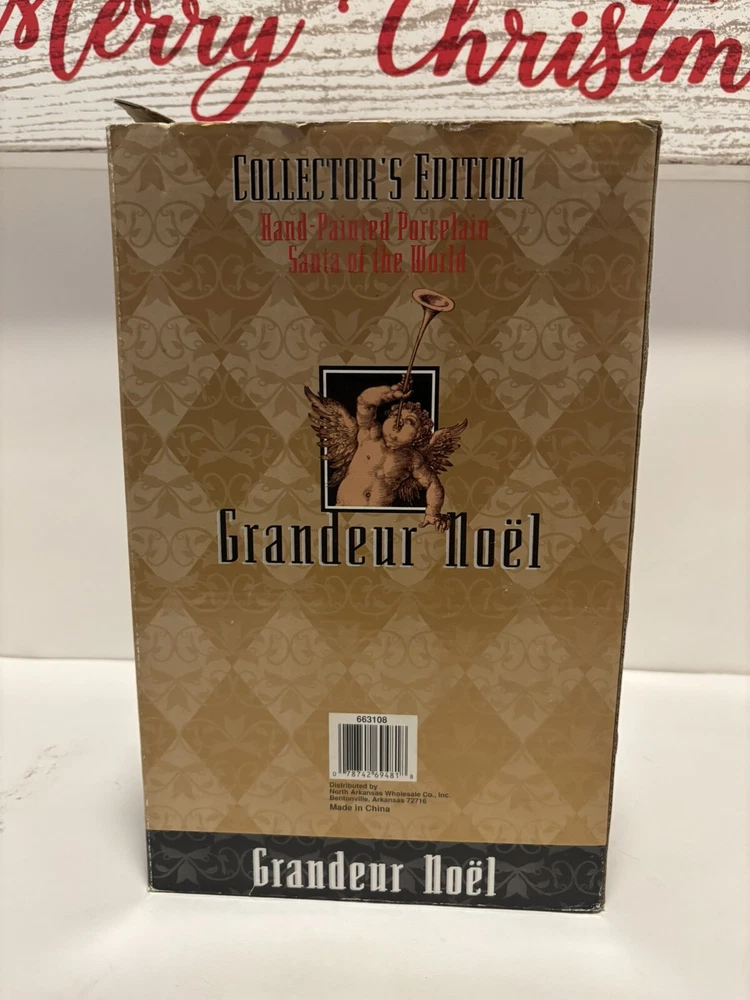 Merry Christm
COLLECTOR'S EDITION
Hand-Painted Porcelain
Santa of the World
Grandeur Noël
663108
0 78742 69481 8
Distributed by
North Arkansas Wholesale Co., Inc.
Bentonville, Arkansas 72716
Made in China
Grandeur Noël